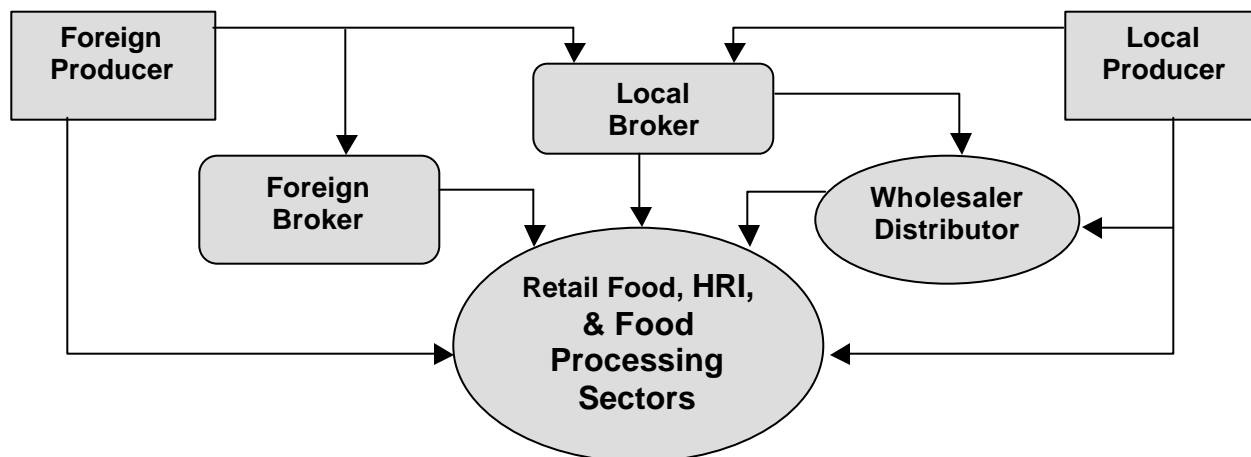 Foreign
Producer
Local
Producer
Local
Broker
Foreign
Broker
Wholesaler
Distributor
Retail Food, HRI,
& Food
Processing
Sectors